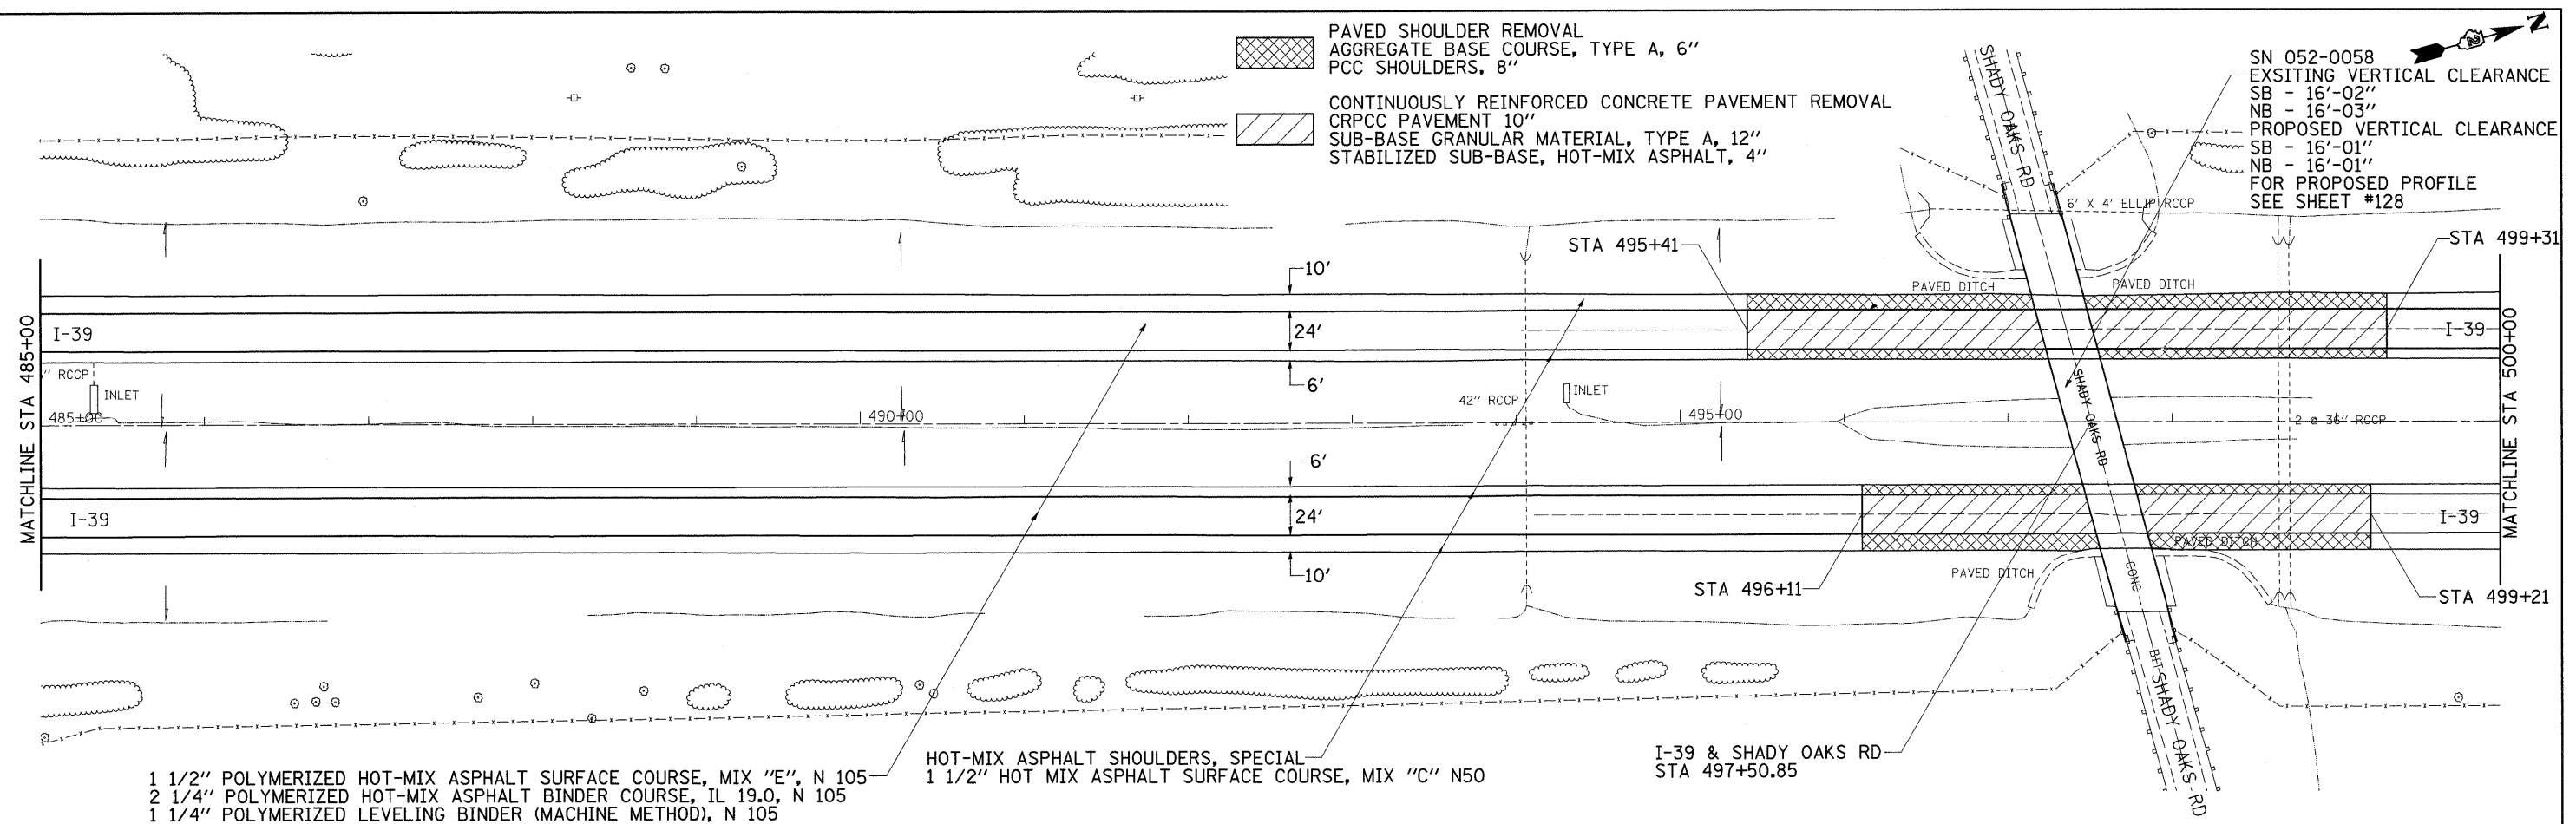 PAVED SHOULDER REMOVAL
AGGREGATE BASE COURSE, TYPE A, 6"
PCC SHOULDERS, 8"
CONTINUOUSLY REINFORCED CONCRETE PAVEMENT REMOVAL
CRPCC PAVEMENT 10"
SUB-BASE GRANULAR MATERIAL, TYPE A, 12"
STABILIZED SUB-BASE, HOT-MIX ASPHALT, 4"
N
SN 052-0058
EXSITING VERTICAL CLEARANCE
SB - 16'-02"
NB - 16'-03"
PROPOSED VERTICAL CLEARANCE
SB - 16'-01"
NB - 16'-01"
FOR PROPOSED PROFILE
SEE SHEET #128
SHADY OAKS RD
6' X 4' ELLIP RCCP
STA 495+41
STA 499+31
10'
PAVED DITCH
PAVED DITCH
MATCHLINE STA 485+00
I-39
24'
I-39
MATCHLINE STA 500+00
6'
" RCCP
INLET
485+00
490+00
42" RCCP
INLET
495+00
SHADY OAKS RD
2 @ 36" RCCP
6'
I-39
24'
I-39
PAVED DITCH
10'
PAVED DITCH
STA 496+11
CONC
STA 499+21
BIT SHADY OAKS RD
HOT-MIX ASPHALT SHOULDERS, SPECIAL
1 1/2" HOT MIX ASPHALT SURFACE COURSE, MIX "C" N50
I-39 & SHADY OAKS RD
STA 497+50.85
1 1/2" POLYMERIZED HOT-MIX ASPHALT SURFACE COURSE, MIX "E", N 105
2 1/4" POLYMERIZED HOT-MIX ASPHALT BINDER COURSE, IL 19.0, N 105
1 1/4" POLYMERIZED LEVELING BINDER (MACHINE METHOD), N 105